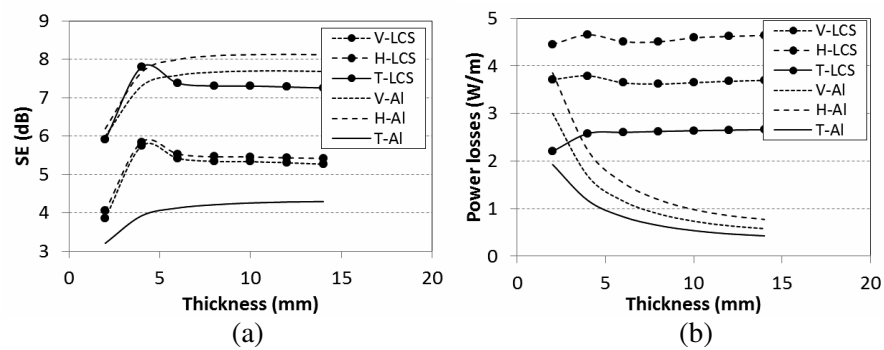 9
8
7
6
5
4
3
SE (dB)
0
5
10
15
20
Thickness (mm)
V-LCS
H-LCS
T-LCS
V-Al
H-Al
T-Al
(a)
5
4
3
2
1
0
Power losses (W/m)
0
5
10
15
20
Thickness (mm)
V-LCS
H-LCS
T-LCS
V-Al
H-Al
T-Al
(b)